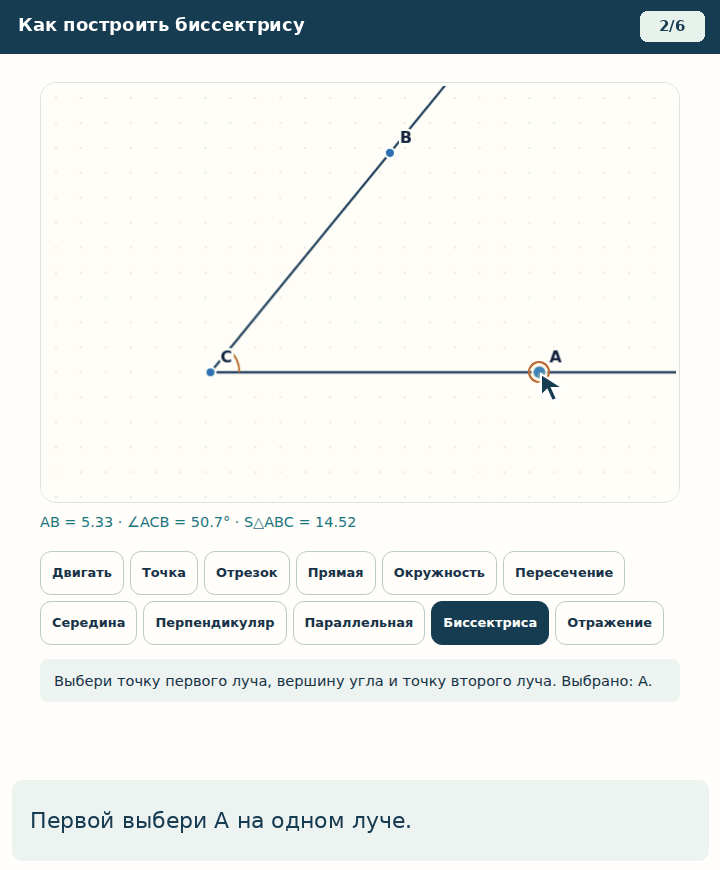 Как построить биссектрису
2/6
B
C
A
AB = 5.33 · ∠ACB = 50.7° · S△ABC = 14.52
Двигать Точка Отрезок Прямая Окружность Пересечение
Середина Перпендикуляр Параллельная Биссектриса Отражение
Выбери точку первого луча, вершину угла и точку второго луча. Выбрано: A.
Первой выбери A на одном луче.